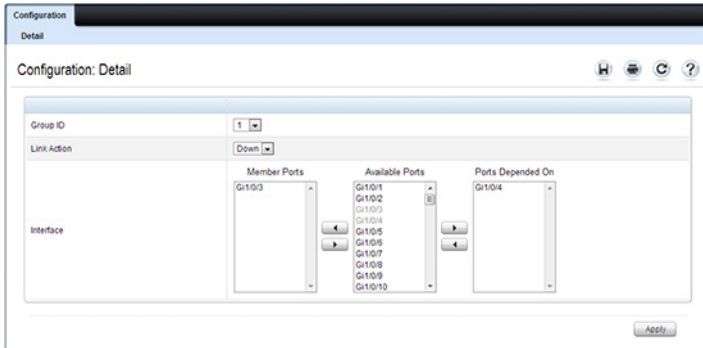 Configuration
Detail
Configuration: Detail
Group ID
1
Link Action
Down
Member Ports
Available Ports
Ports Depended On
Interface
Gi1/0/3
Gi1/0/1
Gi1/0/2
Gi1/0/3
Gi1/0/4
Gi1/0/5
Gi1/0/6
Gi1/0/7
Gi1/0/8
Gi1/0/9
Gi1/0/10
Gi1/0/4
Apply